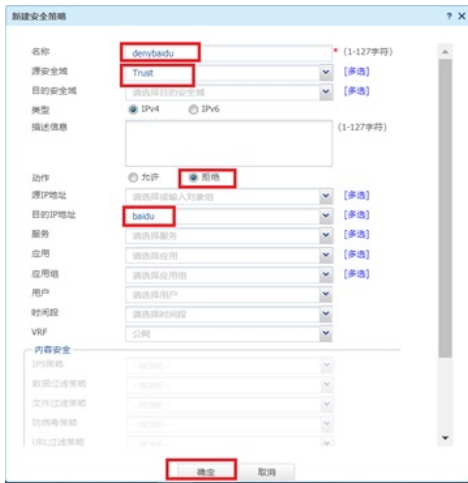 新建安全策略 ? X
名称 denybaidu * (1-127字符)
源安全域 Trust [多选]
目的安全域 请选择目的安全域 [多选]
类型 IPv4 IPv6
描述信息 (1-127字符)
动作 允许 拒绝
源IP地址 请选择或输入对象组 [多选]
目的IP地址 baidu [多选]
服务 请选择服务 [多选]
应用 请选择应用 [多选]
应用组 请选择应用组 [多选]
用户 请选择用户
时间段 请选择时间段
VRF 公网
内容安全
IPS策略 --NONE--
数据过滤策略 --NONE--
文件过滤策略 --NONE--
防病毒策略 --NONE--
URL过滤策略 --NONE--
确定 取消